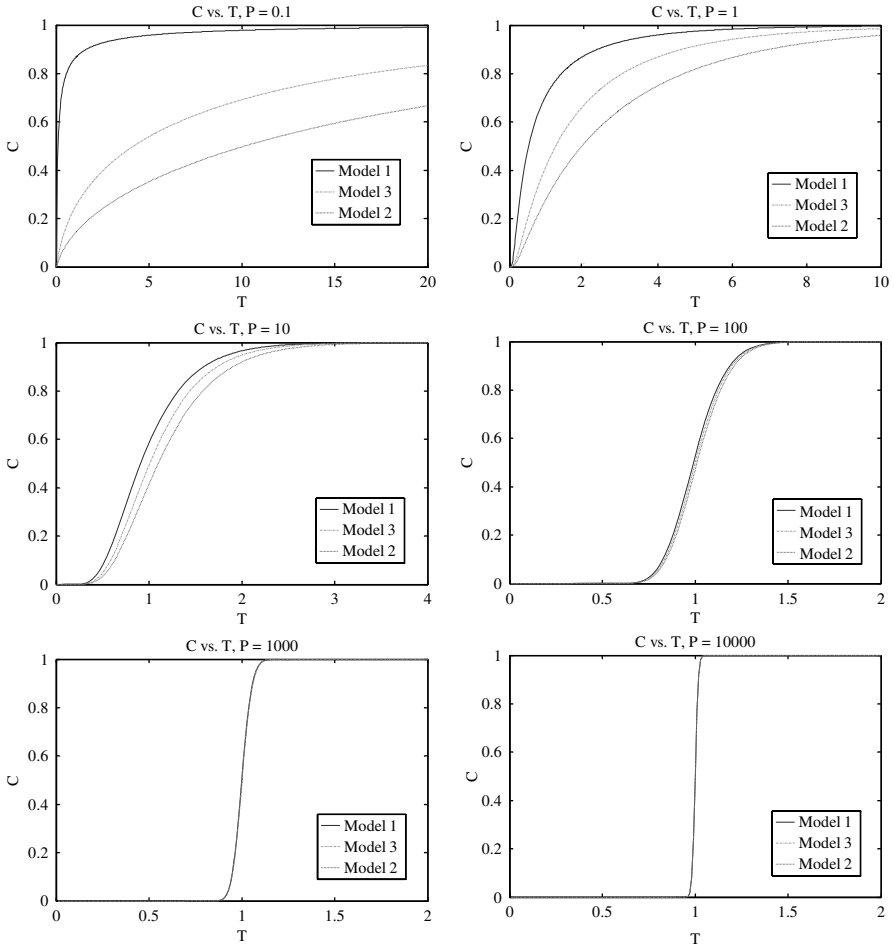 C vs. T, P = 0.1
1
0.8
0.6
0.4
0.2
0
C
0
5
10
15
20
T
Model 1
Model 3
Model 2
C vs. T, P = 1
1
0.8
0.6
0.4
0.2
0
C
0
2
4
6
8
10
T
Model 1
Model 3
Model 2
C vs. T, P = 10
1
0.8
0.6
0.4
0.2
0
C
0
1
2
3
4
T
Model 1
Model 3
Model 2
C vs. T, P = 100
1
0.8
0.6
0.4
0.2
0
C
0
0.5
1
1.5
2
T
Model 1
Model 3
Model 2
C vs. T, P = 1000
1
0.8
0.6
0.4
0.2
0
C
0
0.5
1
1.5
2
T
Model 1
Model 3
Model 2
C vs. T, P = 10000
1
0.8
0.6
0.4
0.2
0
C
0
0.5
1
1.5
2
T
Model 1
Model 3
Model 2